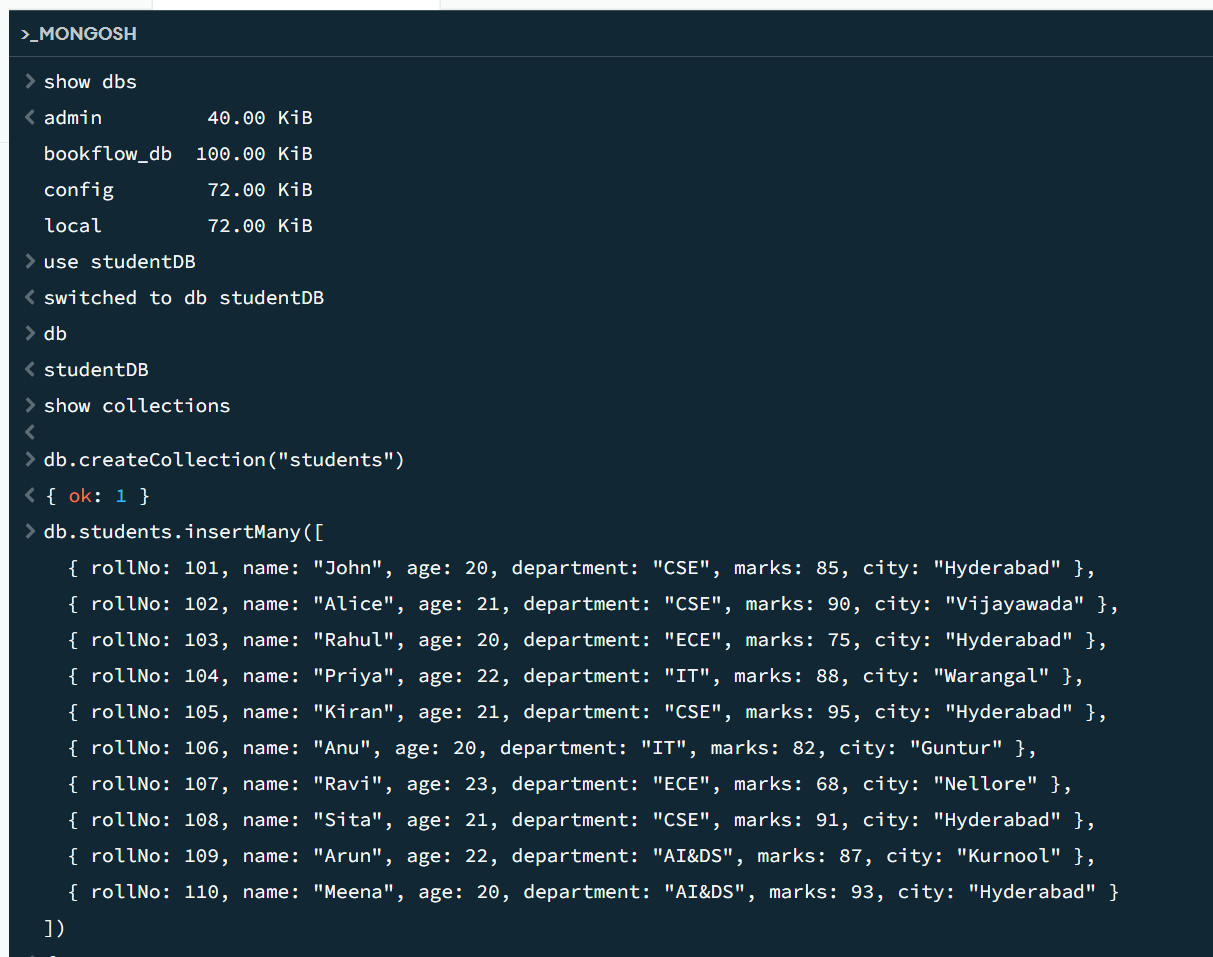 >_MONGOSH
> show dbs
< admin 40.00 KiB
bookflow_db 100.00 KiB
config 72.00 KiB
local 72.00 KiB
> use studentDB
< switched to db studentDB
> db
< studentDB
> show collections
<
> db.createCollection("students")
< { ok: 1 }
> db.students.insertMany([
{ rollNo: 101, name: "John", age: 20, department: "CSE", marks: 85, city: "Hyderabad" },
{ rollNo: 102, name: "Alice", age: 21, department: "CSE", marks: 90, city: "Vijayawada" },
{ rollNo: 103, name: "Rahul", age: 20, department: "ECE", marks: 75, city: "Hyderabad" },
{ rollNo: 104, name: "Priya", age: 22, department: "IT", marks: 88, city: "Warangal" },
{ rollNo: 105, name: "Kiran", age: 21, department: "CSE", marks: 95, city: "Hyderabad" },
{ rollNo: 106, name: "Anu", age: 20, department: "IT", marks: 82, city: "Guntur" },
{ rollNo: 107, name: "Ravi", age: 23, department: "ECE", marks: 68, city: "Nellore" },
{ rollNo: 108, name: "Sita", age: 21, department: "CSE", marks: 91, city: "Hyderabad" },
{ rollNo: 109, name: "Arun", age: 22, department: "AI&DS", marks: 87, city: "Kurnool" },
{ rollNo: 110, name: "Meena", age: 20, department: "AI&DS", marks: 93, city: "Hyderabad" }
])